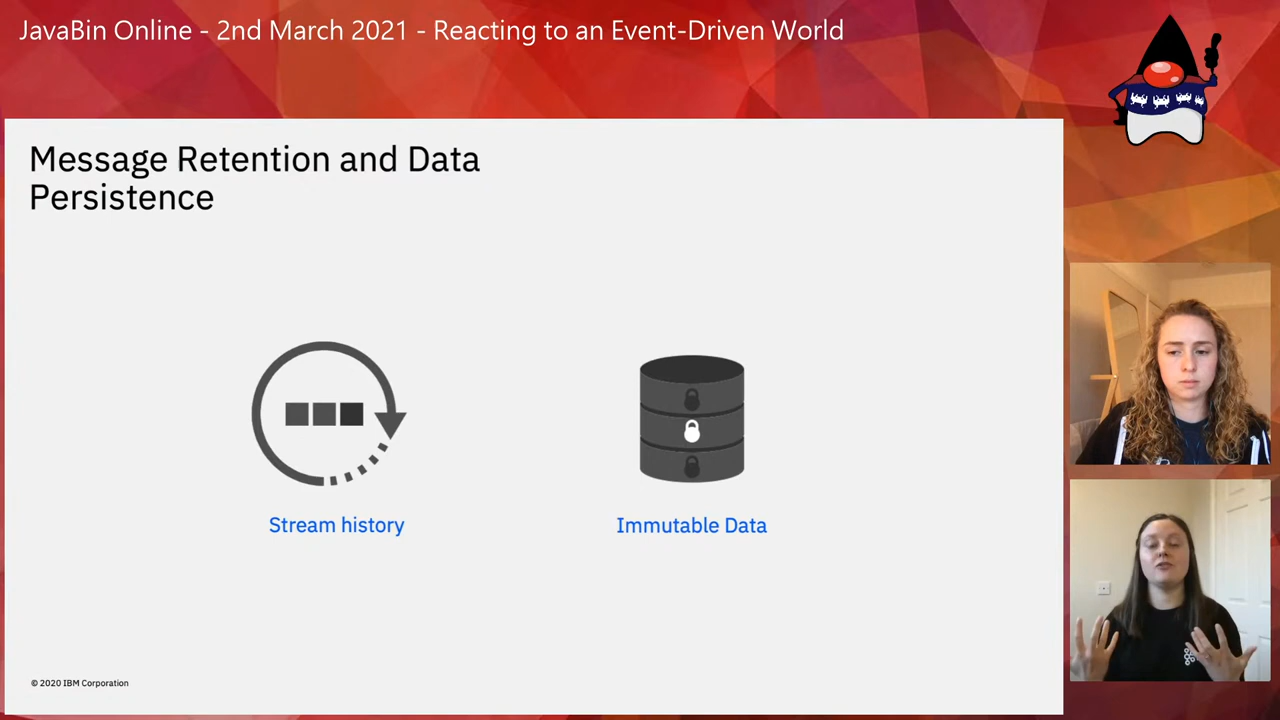 JavaBin Online - 2nd March 2021 - Reacting to an Event-Driven World
Message Retention and Data
Persistence
Stream history
Immutable Data
© 2020 IBM Corporation